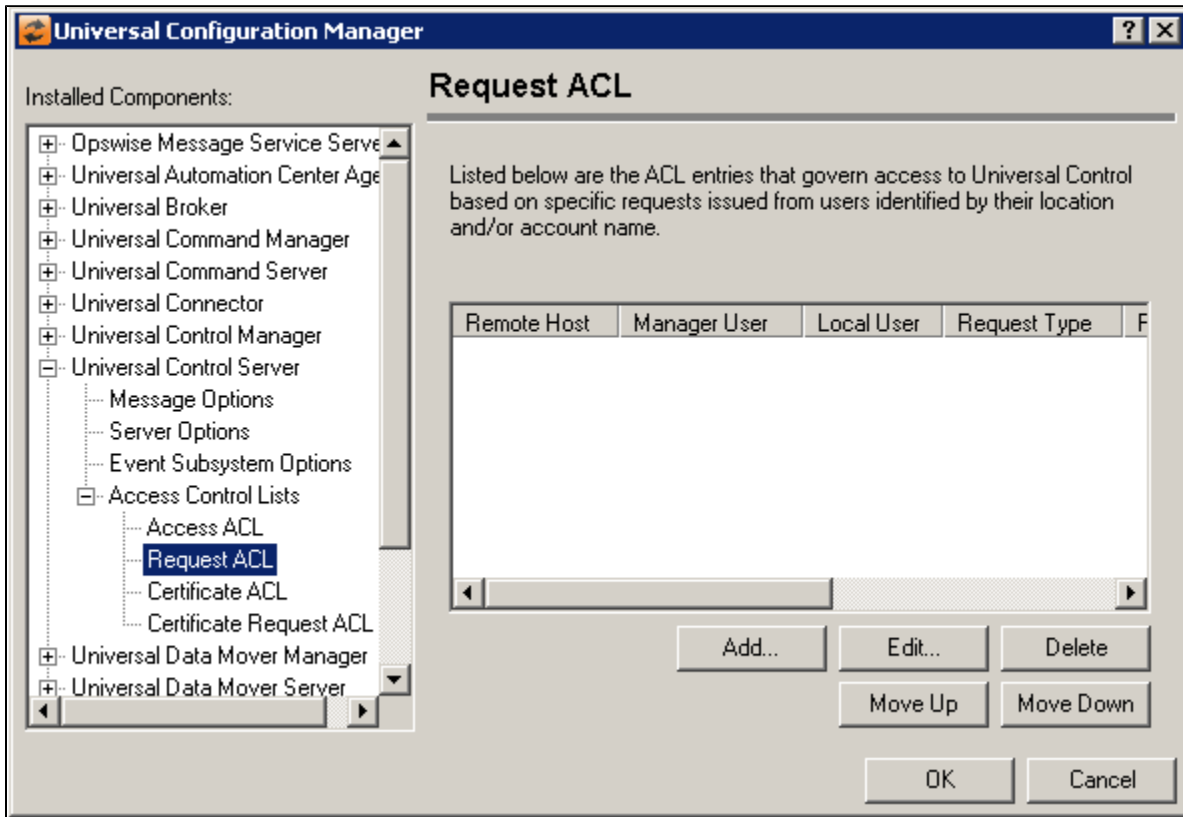 Universal Configuration Manager
Installed Components:
Opswise Message Service Serve
Universal Automation Center Age
Universal Broker
Universal Command Manager
Universal Command Server
Universal Connector
Universal Control Manager
Universal Control Server
Message Options
Server Options
Event Subsystem Options
Access Control Lists
Access ACL
Request ACL
Certificate ACL
Certificate Request ACL
Universal Data Mover Manager
Universal Data Mover Server
Request ACL
Listed below are the ACL entries that govern access to Universal Control
based on specific requests issued from users identified by their location
and/or account name.
Remote Host Manager User Local User Request Type
Add... Edit... Delete
Move Up Move Down
OK Cancel